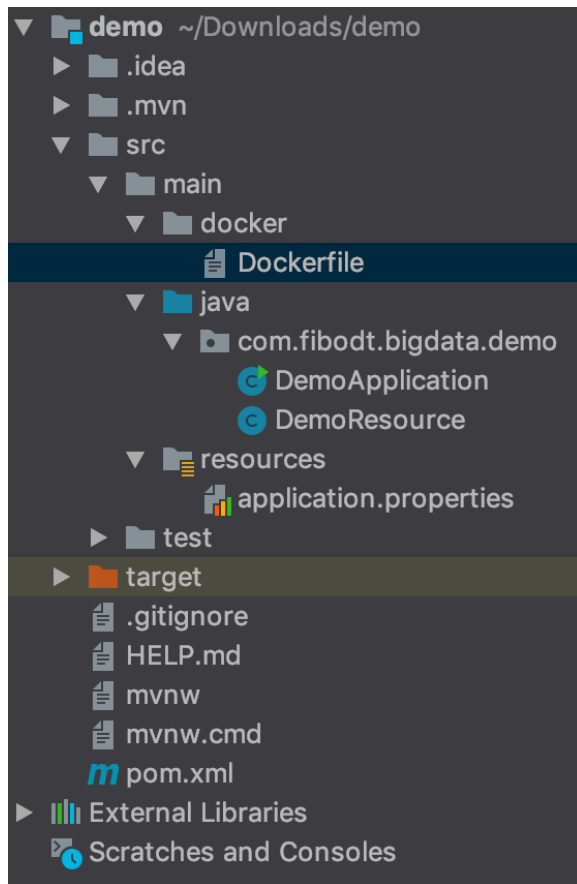 demo ~/Downloads/demo
.idea
.mvn
src
main
docker
Dockerfile
java
com.fibodt.bigdata.demo
C DemoApplication
C DemoResource
resources
application.properties
test
target
.gitignore
HELP.md
mvnw
mvnw.cmd
m pom.xml
External Libraries
Scratches and Consoles